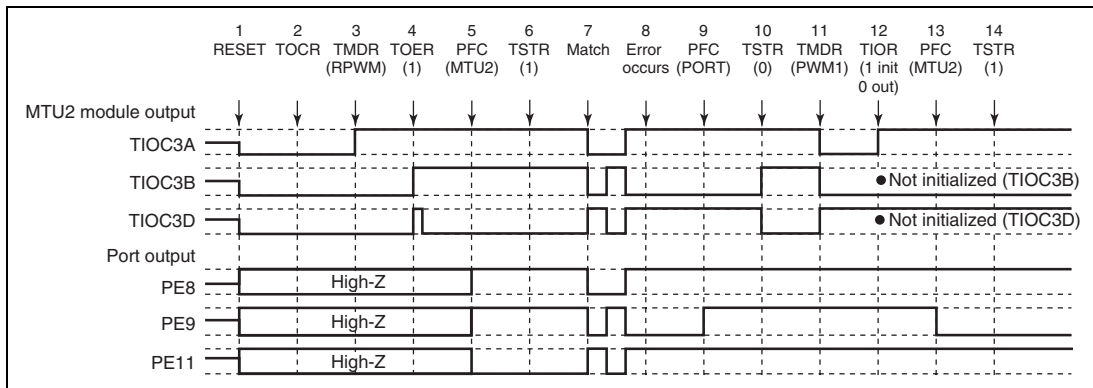 1 2 3 4 5 6 7 8 9 10 11 12 13 14
RESET TOCR TMDR TOER PFC TSTR Match Error PFC TSTR TMDR TIOR PFC TSTR
(RPWM) (1) (MTU2) (1) occurs (PORT) (0) (PWM1) (1 init (MTU2) (1)
0 out)
MTU2 module output
TIOC3A
TIOC3B
● Not initialized (TIOC3B)
TIOC3D
● Not initialized (TIOC3D)
Port output
PE8
High-Z
PE9
High-Z
PE11
High-Z